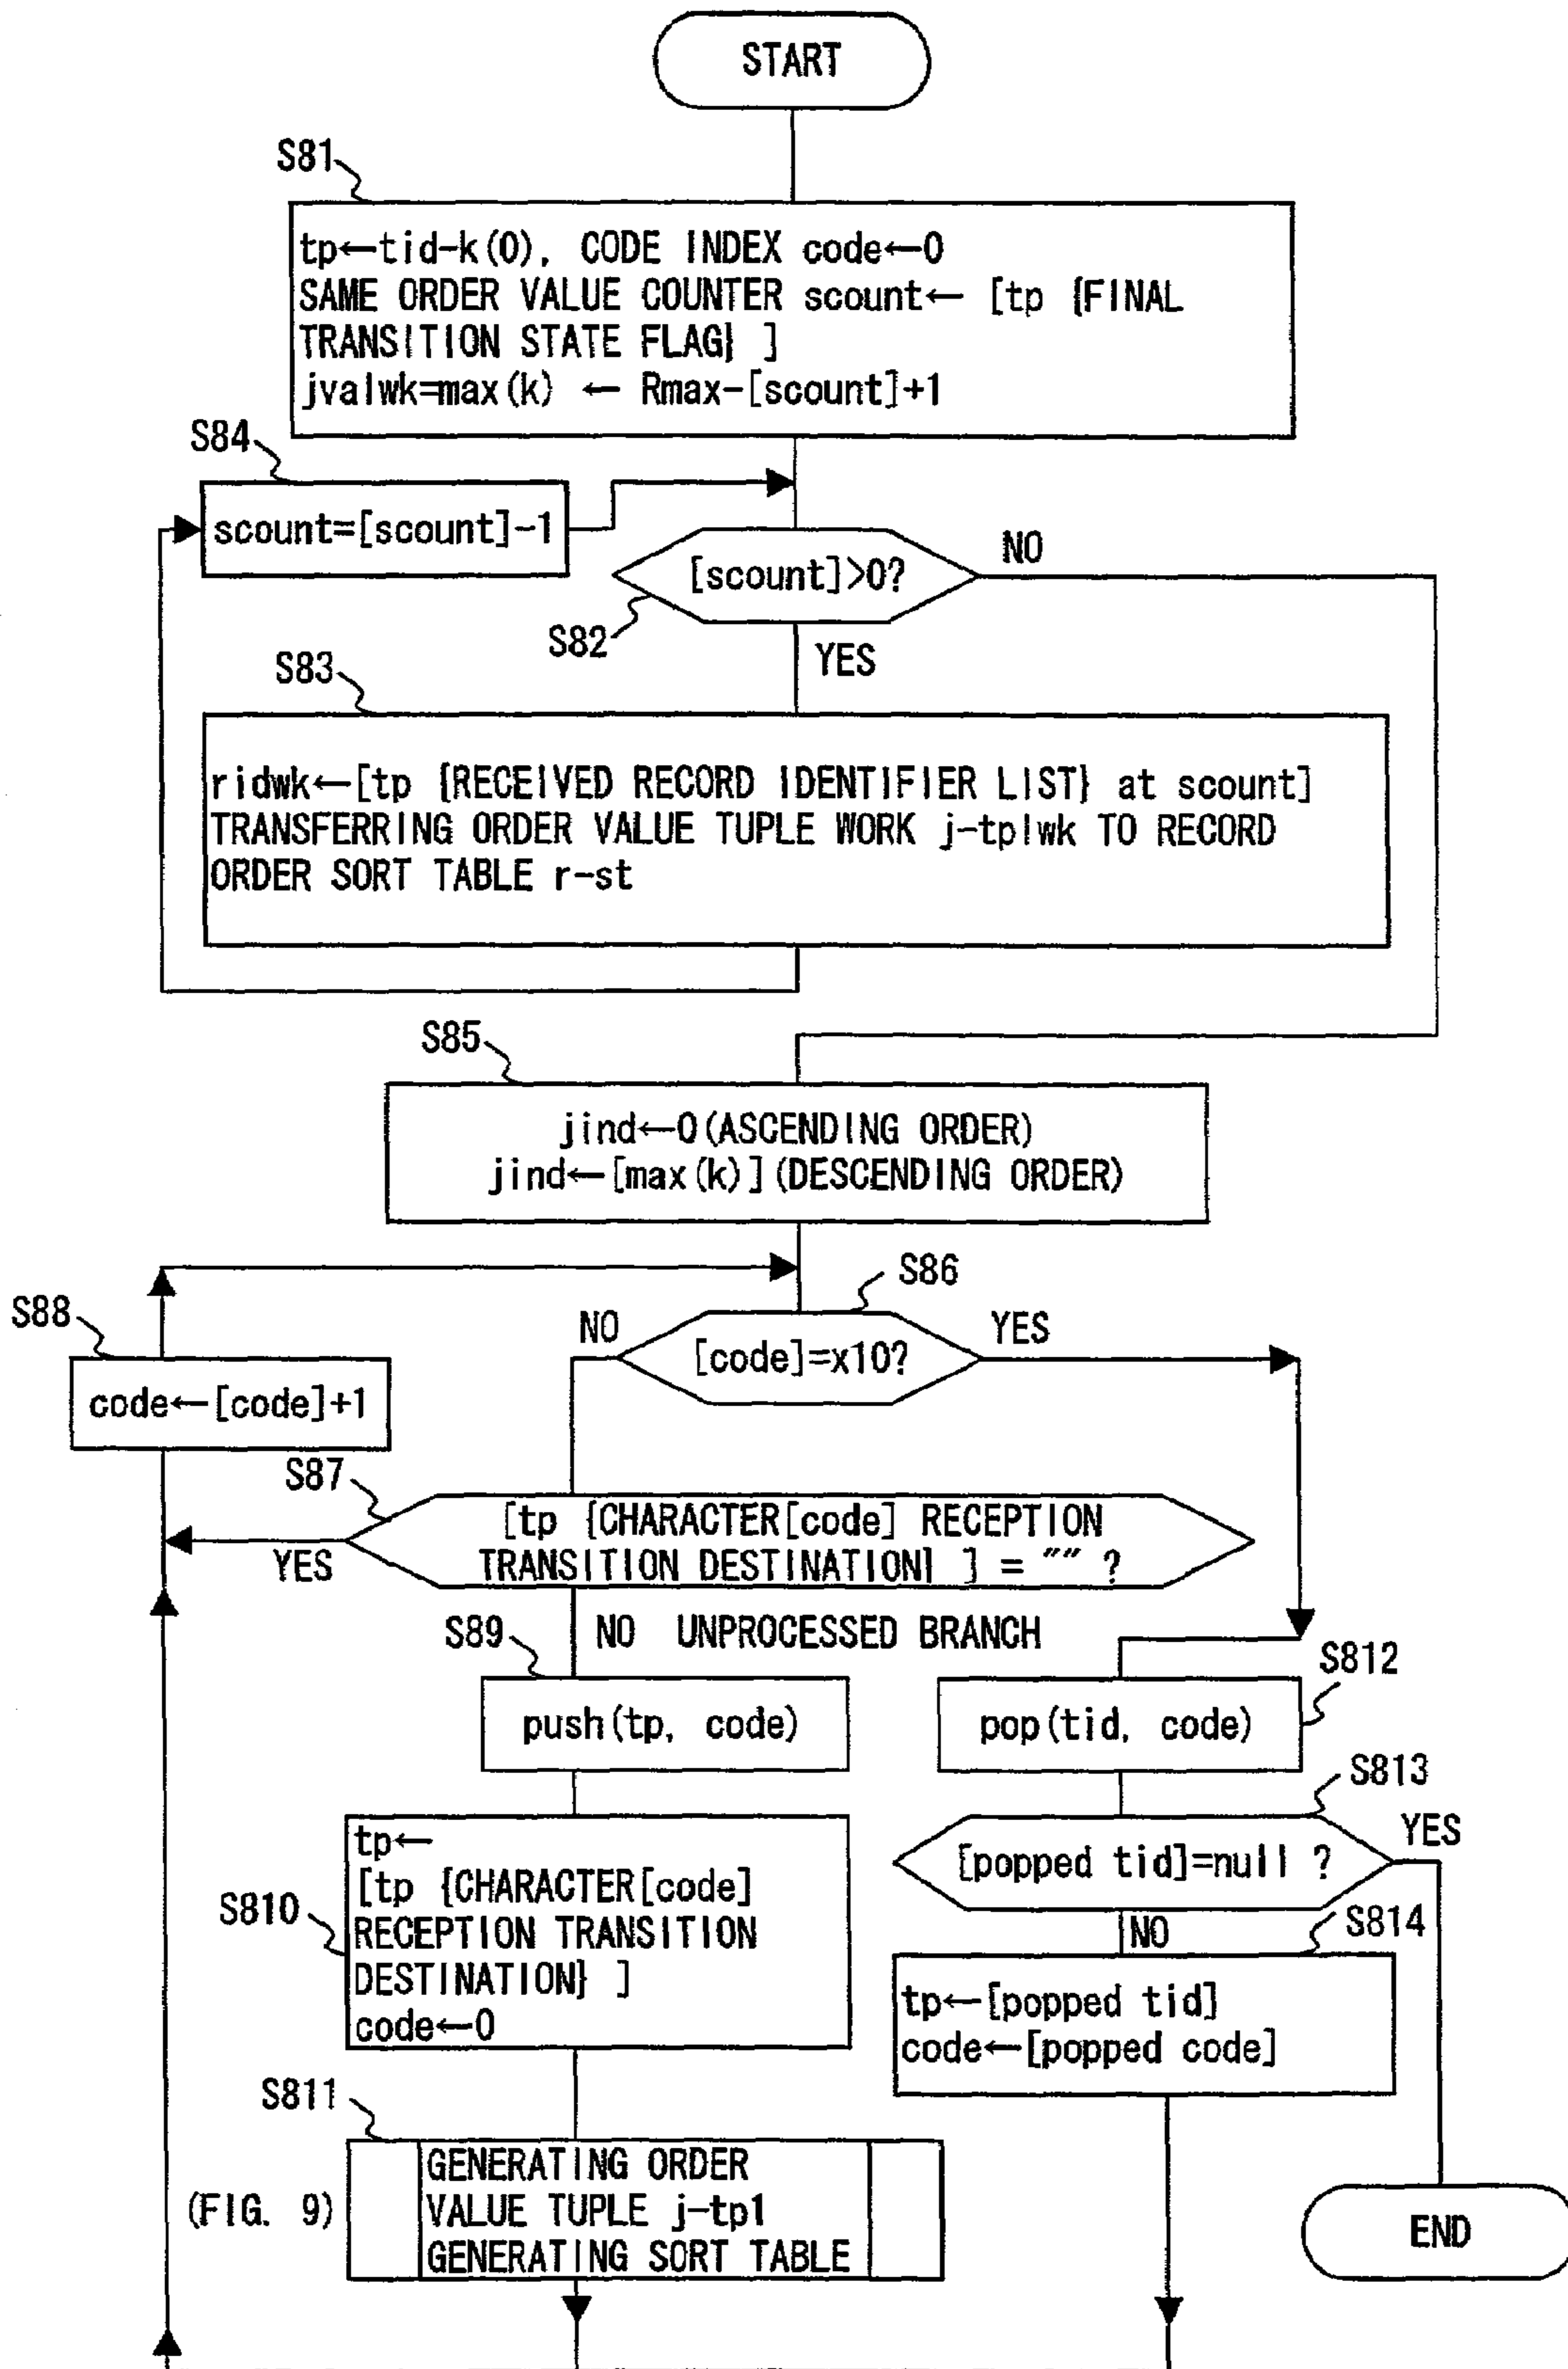 START
S81
tp←tid-k(0), CODE INDEX code←0
SAME ORDER VALUE COUNTER scount← [tp {FINAL
TRANSITION STATE FLAG} ]
jvalwk=max(k) ← Rmax-[scount]+1
S84
scount=[scount]-1
[scount]>0?
NO
S82
YES
S83
ridwk←[tp {RECEIVED RECORD IDENTIFIER LIST} at scount]
TRANSFERRING ORDER VALUE TUPLE WORK j-tplwk TO RECORD
ORDER SORT TABLE r-st
S85
jind←0(ASCENDING ORDER)
jind←[max(k)](DESCENDING ORDER)
S86
S88
NO
[code]=x10?
YES
code←[code]+1
S87
[tp {CHARACTER[code] RECEPTION
TRANSITION DESTINATION} ] = "" ?
YES
S89
NO UNPROCESSED BRANCH
S812
push(tp, code)
pop(tid, code)
S813
[popped tid]=null ?
YES
S810
tp←
[tp {CHARACTER[code]
RECEPTION TRANSITION
DESTINATION} ]
code←0
NO
S814
tp←[popped tid]
code←[popped code]
S811
(FIG. 9)
GENERATING ORDER
VALUE TUPLE j-tpl
GENERATING SORT TABLE
END